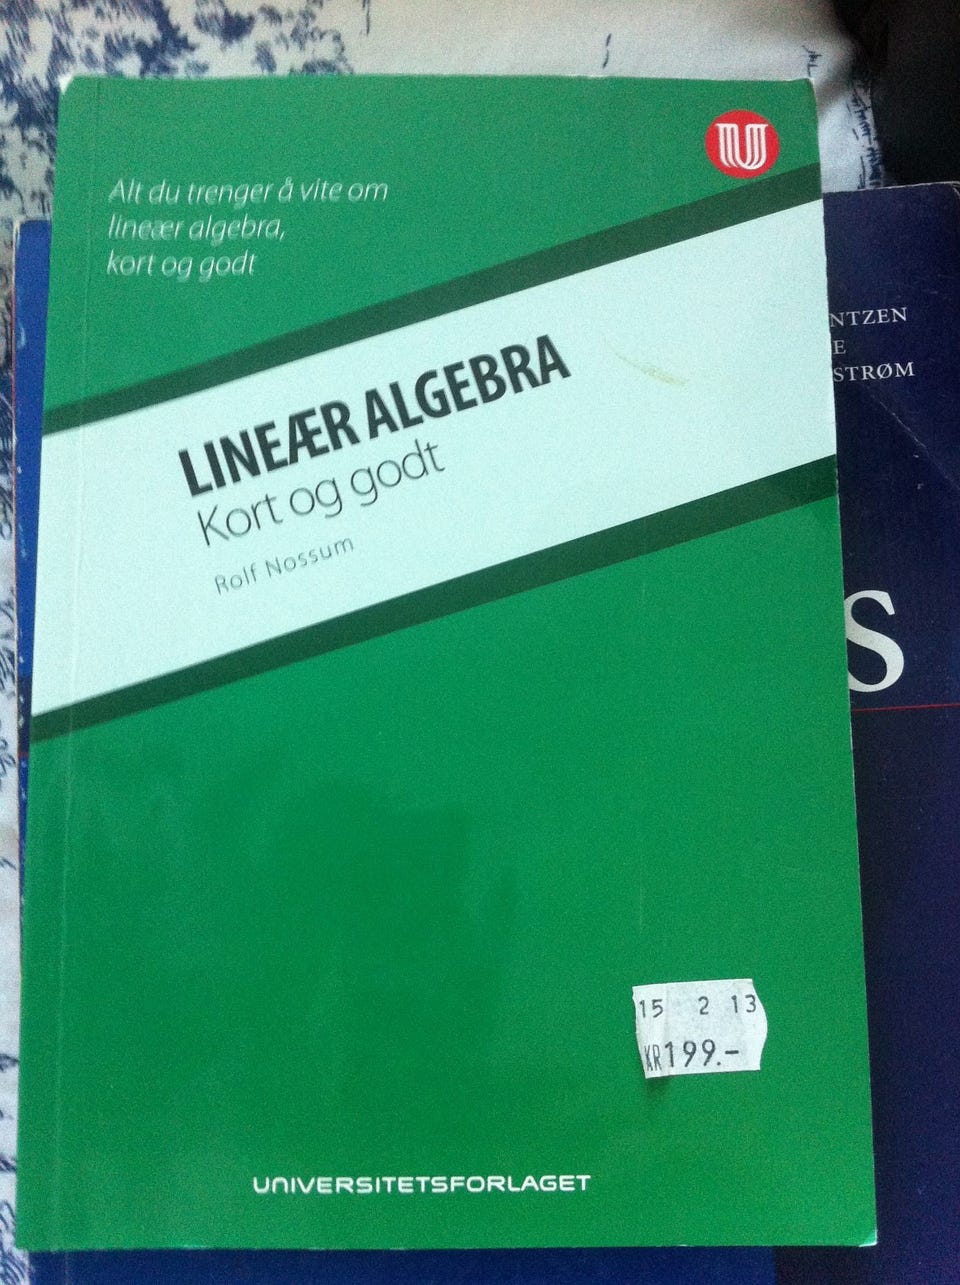 U
Alt du trenger å vite om
lineær algebra,
kort og godt
LINEÆR ALGEBRA
Kort og godt
Rolf Nossum
NTZEN
E
STRØM
S
15 2 13
KR199.-
UNIVERSITETSFORLAGET